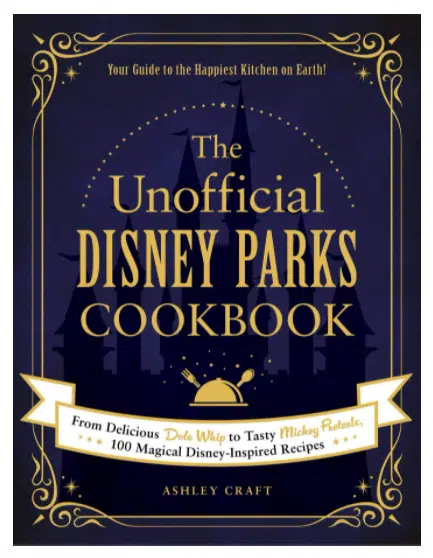 Your Guide to the Happiest Kitchen on Earth!
The
Unofficial
DISNEY PARKS
COOKBOOK
From Delicious Dole Whip to Tasty Mickey Pretzels,
100 Magical Disney-Inspired Recipes
ASHLEY CRAFT